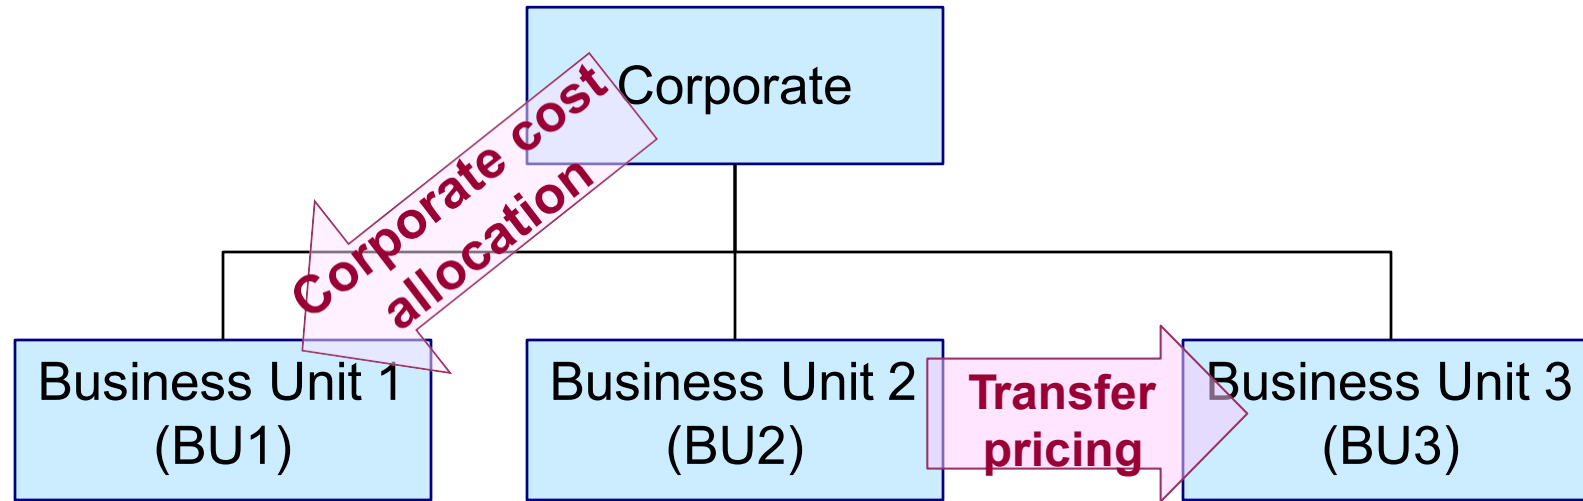 Corporate
Corporate cost
allocation
Business Unit 1
(BU1)
Business Unit 2
(BU2)
Transfer
pricing
Business Unit 3
(BU3)